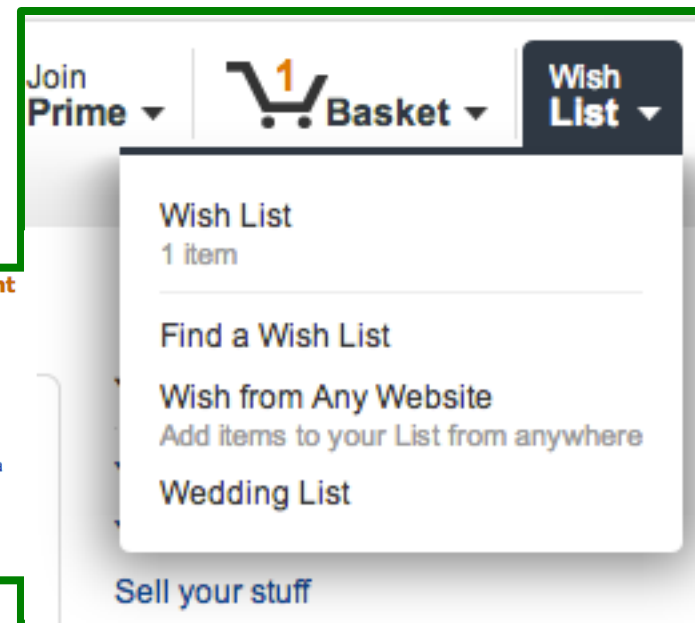 Join
Prime
1
Basket
Wish
List
Wish List
1 item
nt
Find a Wish List
Wish from Any Website
Add items to your List from anywhere
Wedding List
Sell your stuff